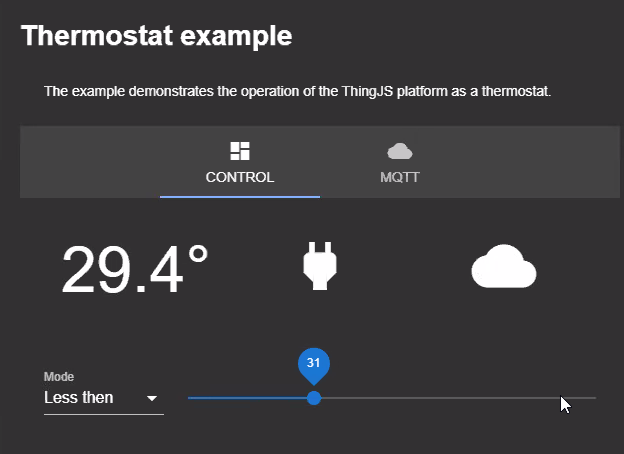 Thermostat example
The example demonstrates the operation of the ThingJS platform as a thermostat.
CONTROL
MQTT
29.4°
31
Mode
Less then